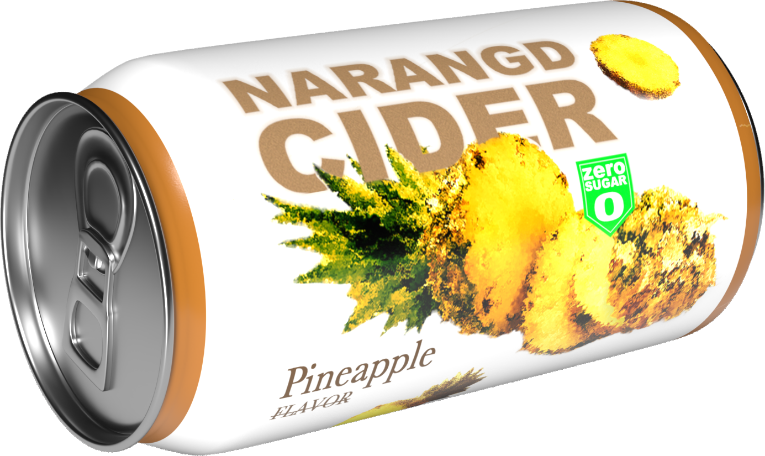 NARANGD
CIDER
zero
SUGAR
0
Pineapple
FLAVOR